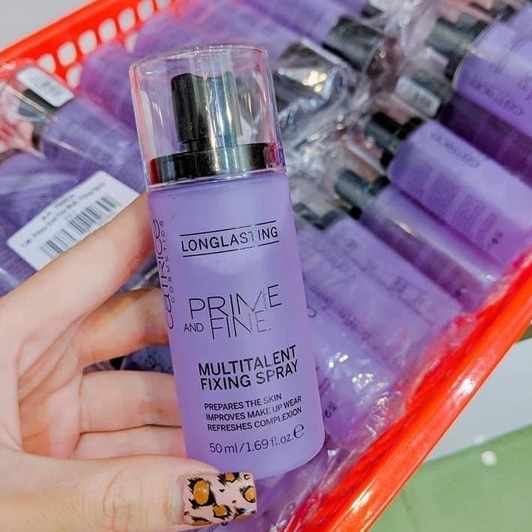 CATRICE
COSMETICS
LONGLASTING
PRIME
AND FINE
MULTITALENT
FIXING SPRAY
PREPARES THE SKIN
IMPROVES MAKE UP WEAR
REFRESHES COMPLEXION
50 ml/1.69 fl.oz.e